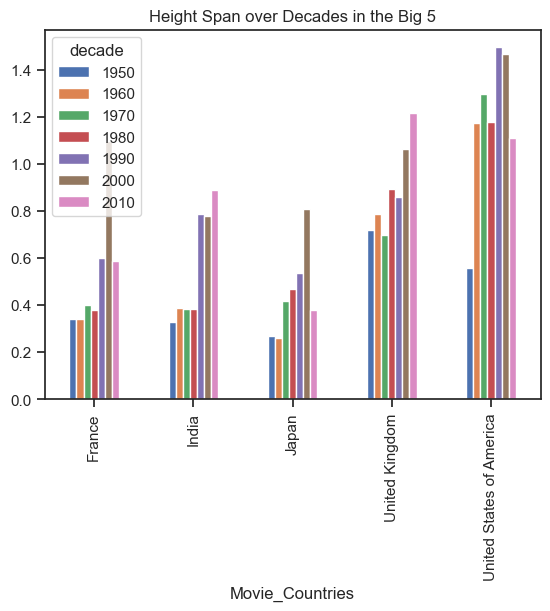 Height Span over Decades in the Big 5
decade
1950
1960
1970
1980
1990
2000
2010
1.4
1.2
1.0
0.8
0.6
0.4
0.2
0.0
France
India
Japan
United Kingdom
United States of America
Movie_Countries